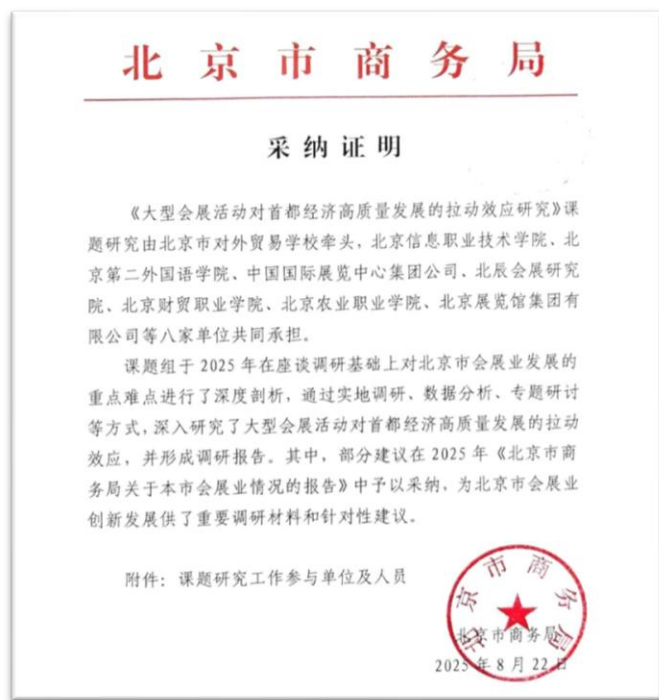 北京市商务局
采纳证明
《大型会展活动对首都经济高质量发展的拉动效应研究》课
题研究由北京市对外贸易学校牵头，北京信息职业技术学院、北
京第二外国语学院、中国国际展览中心集团公司、北辰会展研究
院、北京财贸职业学院、北京农业职业学院、北京展览馆集团有
限公司等八家单位共同承担。
课题组于 2025 年在座谈调研基础上对北京市会展业发展的
重点难点进行了深度剖析，通过实地调研、数据分析、专题研讨
等方式，深入研究了大型会展活动对首都经济高质量发展的拉动
效应，并形成调研报告。其中，部分建议在 2025 年《北京市商
务局关于本市会展业情况的报告》中予以采纳，为北京市会展业
创新发展供了重要调研材料和针对性建议。
附件：课题研究工作参与单位及人员
北京市商务局
北京市商务局
2025 年 8 月 22 日